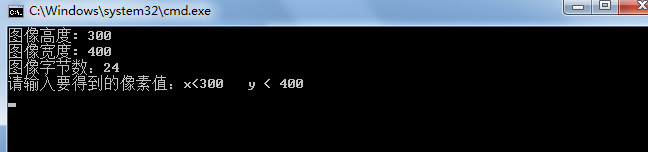 C:\Windows\system32\cmd.exe
图像高度：300
图像宽度：400
图像字节数：24
请输入要得到的像素值：x<300   y < 400